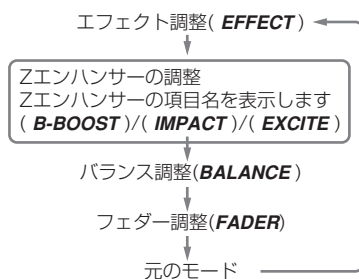 エフェクト調整( EFFECT )
Zエンハンサーの調整
Zエンハンサーの項目名を表示します
( B-BOOST )/( IMPACT )/( EXCITE )
バランス調整(BALANCE )
フェダー調整(FADER)
元のモード